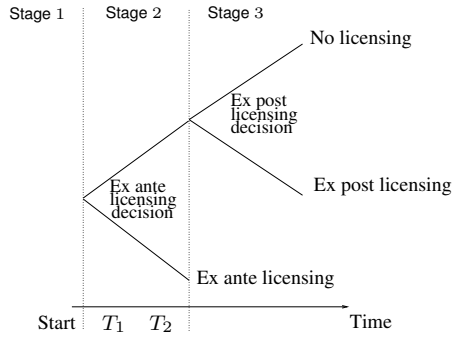 Stage 1 Stage 2 Stage 3
No licensing
Ex post
licensing
decision
Ex ante
licensing
decision
Ex post licensing
Ex ante licensing
Start T1 T2 Time